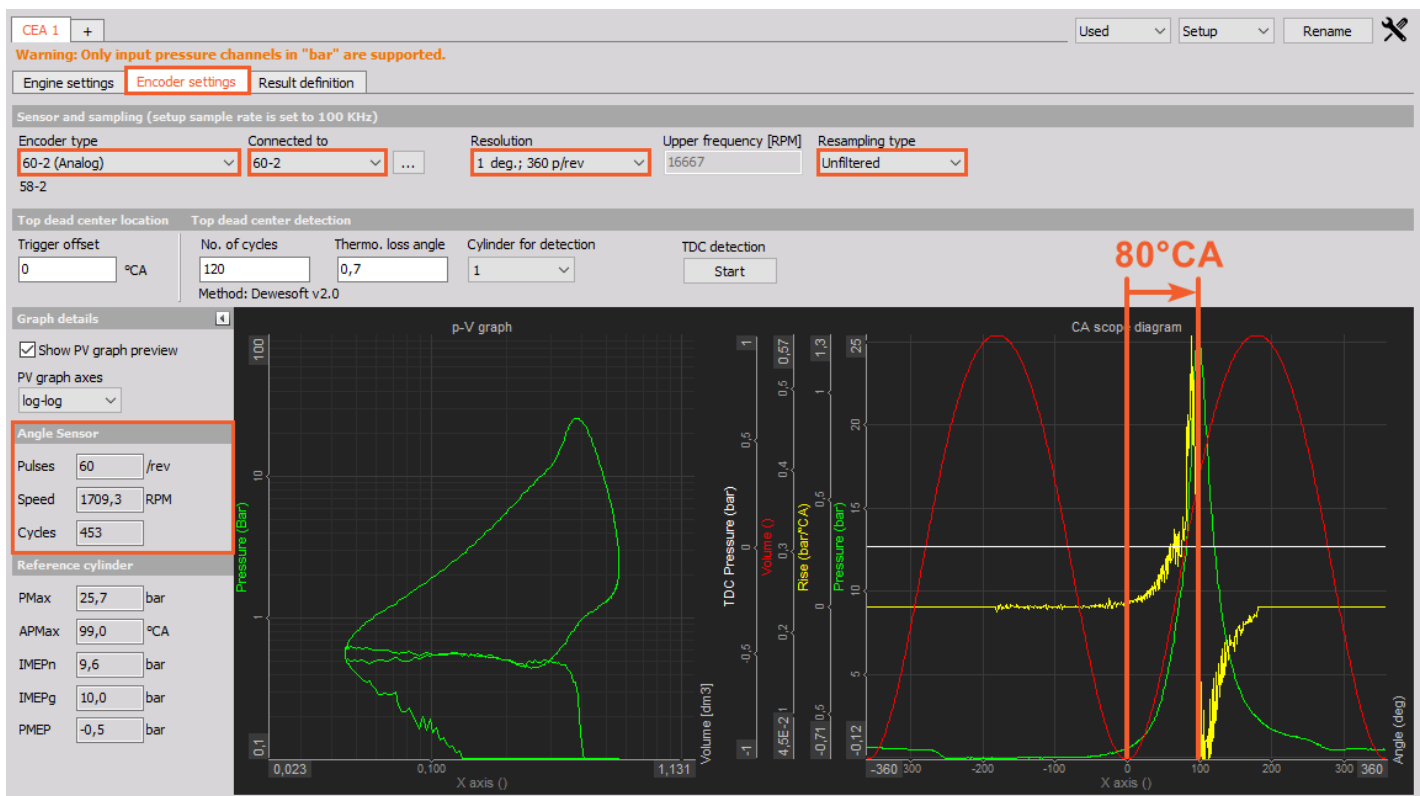 CEA 1 +
Used Setup Rename
Warning: Only input pressure channels in "bar" are supported.
Engine settings Encoder settings Result definition
Sensor and sampling (setup sample rate is set to 100 KHz)
Encoder type Connected to Resolution Upper frequency [RPM] Resampling type
60-2 (Analog) 60-2 ... 1 deg.; 360 p/rev 16667 Unfiltered
58-2
Top dead center location Top dead center detection
Trigger offset No. of cycles Thermo. loss angle Cylinder for detection TDC detection
0 ºCA 120 0,7 1 Start
Method: Dewesoft v2.0
80°CA
Graph details
Show PV graph preview
PV graph axes
log-log
Angle Sensor
Pulses 60 /rev
Speed 1709,3 RPM
Cycles 453
Reference cylinder
PMax 25,7 bar
APMax 99,0 ºCA
IMEPn 9,6 bar
IMEPg 10,0 bar
PMEP -0,5 bar
p-V graph
100
10
1
0,1
Pressure (Bar)
0,023 0,100 1,131
X axis ()
Volume [dm3]
CA scope diagram
1
0,5
0
-0,5
-1
TDC Pressure (bar)
0,57
0,5
0,4
0,3
0,2
1
4,5E-2
Volume ()
1,3
1
0,5
0
0,5
-0,71
Rise (bar/ºCA)
25
20
15
10
5
-0,12
Pressure (bar)
-360 300 -200 -100 0 100 200 300 360
X axis ()
Angle (deg)